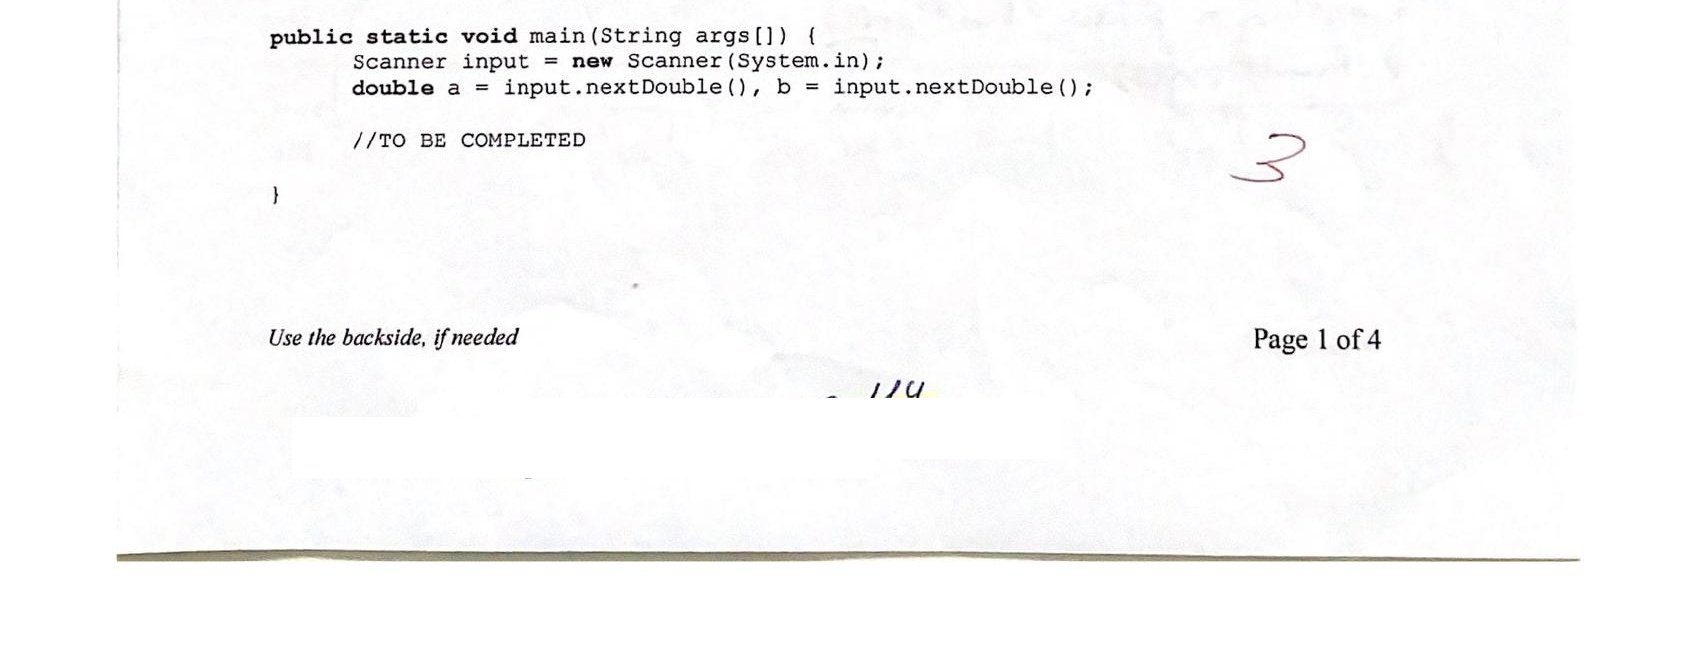 public static void main(String args[]) {
Scanner input = new Scanner(System.in);
double a = input.nextDouble(), b = input.nextDouble();
//TO BE COMPLETED
3
}
Use the backside, if needed
Page 1 of 4